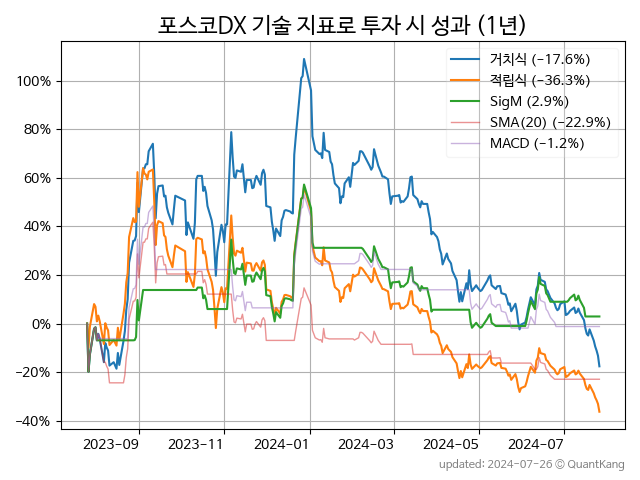 포스코DX 기술 지표로 투자 시 성과 (1년)
거치식 (−17.6%)
적립식 (−36.3%)
SigM (2.9%)
SMA(20) (−22.9%)
MACD (−1.2%)
100%
80%
60%
40%
20%
0%
−20%
−40%
2023−09
2023−11
2024−01
2024−03
2024−05
2024−07
updated: 2024−07−26 © QuantKang